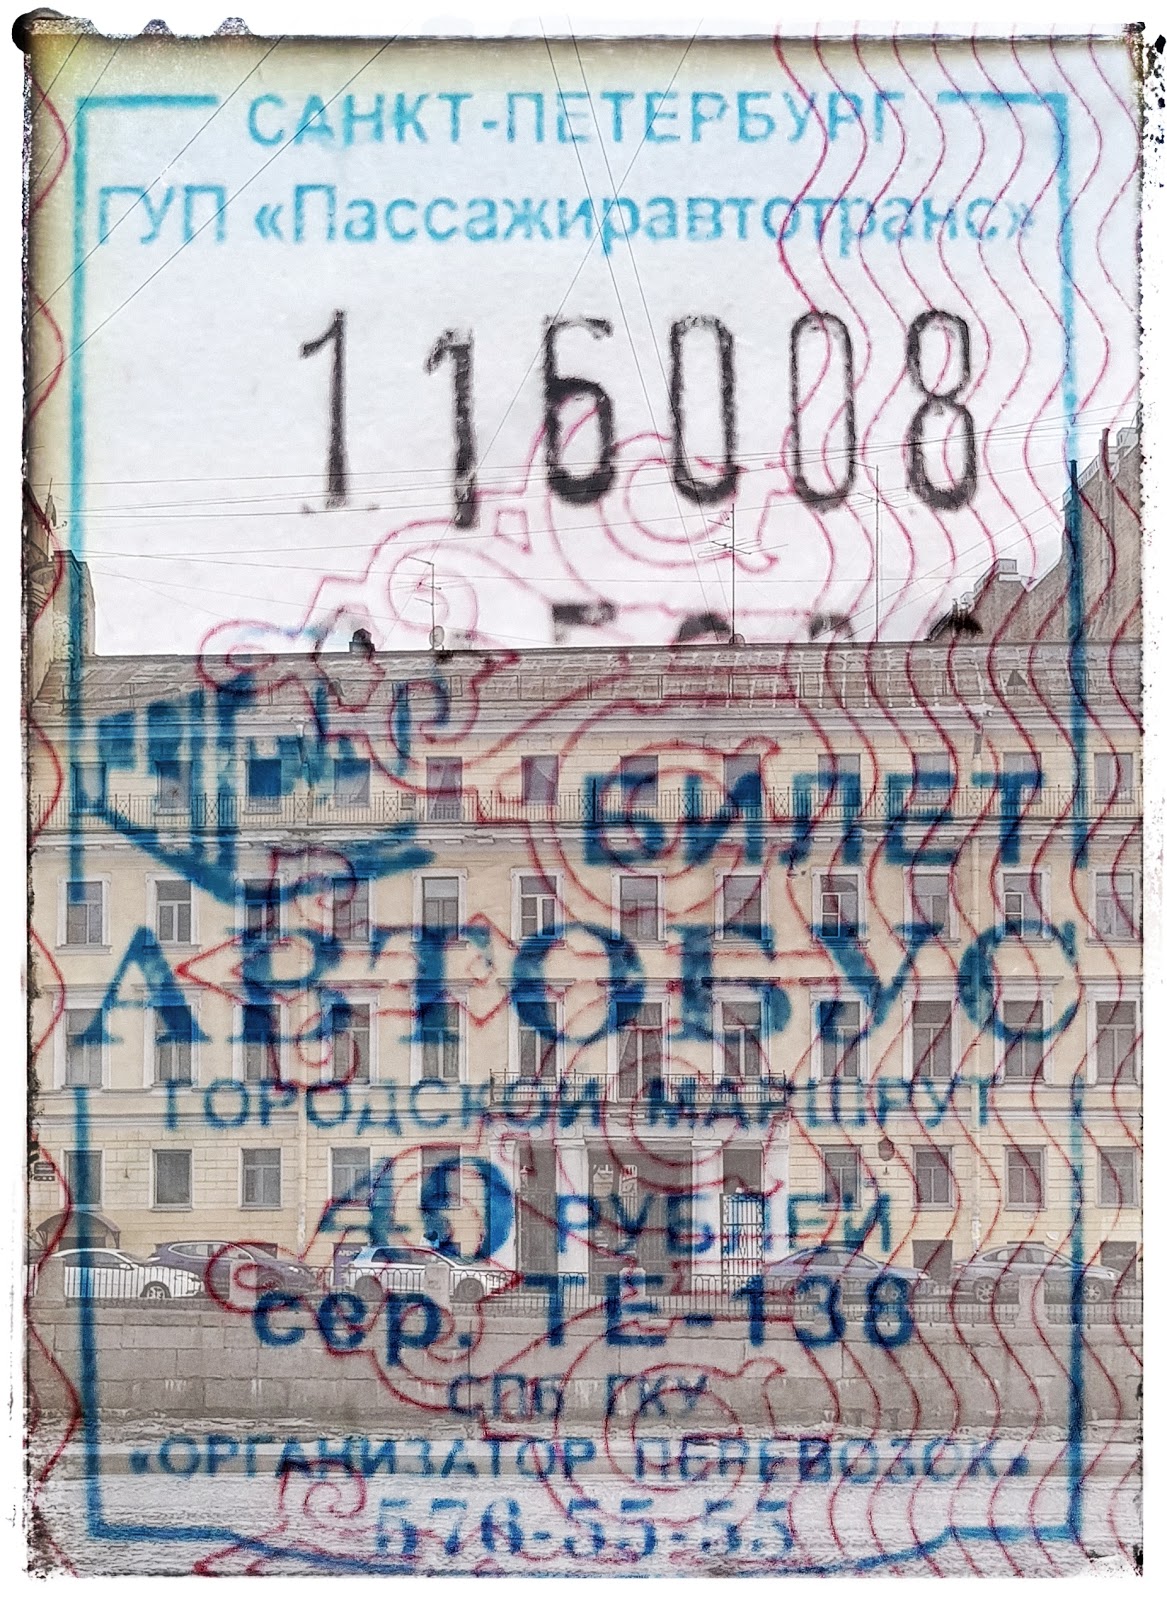 САНКТ-ПЕТЕРБУРГ
ГУП «Пассажиравтотранс»
116008
БИЛЕТ
АВТОБУС
ГОРОДСКОЙ МАРШРУТ
40 РУБЛЕЙ
сер. ТЕ-138
СПб ГКУ
«ОРГАНИЗАТОР ПЕРЕВОЗОК»
576-55-55